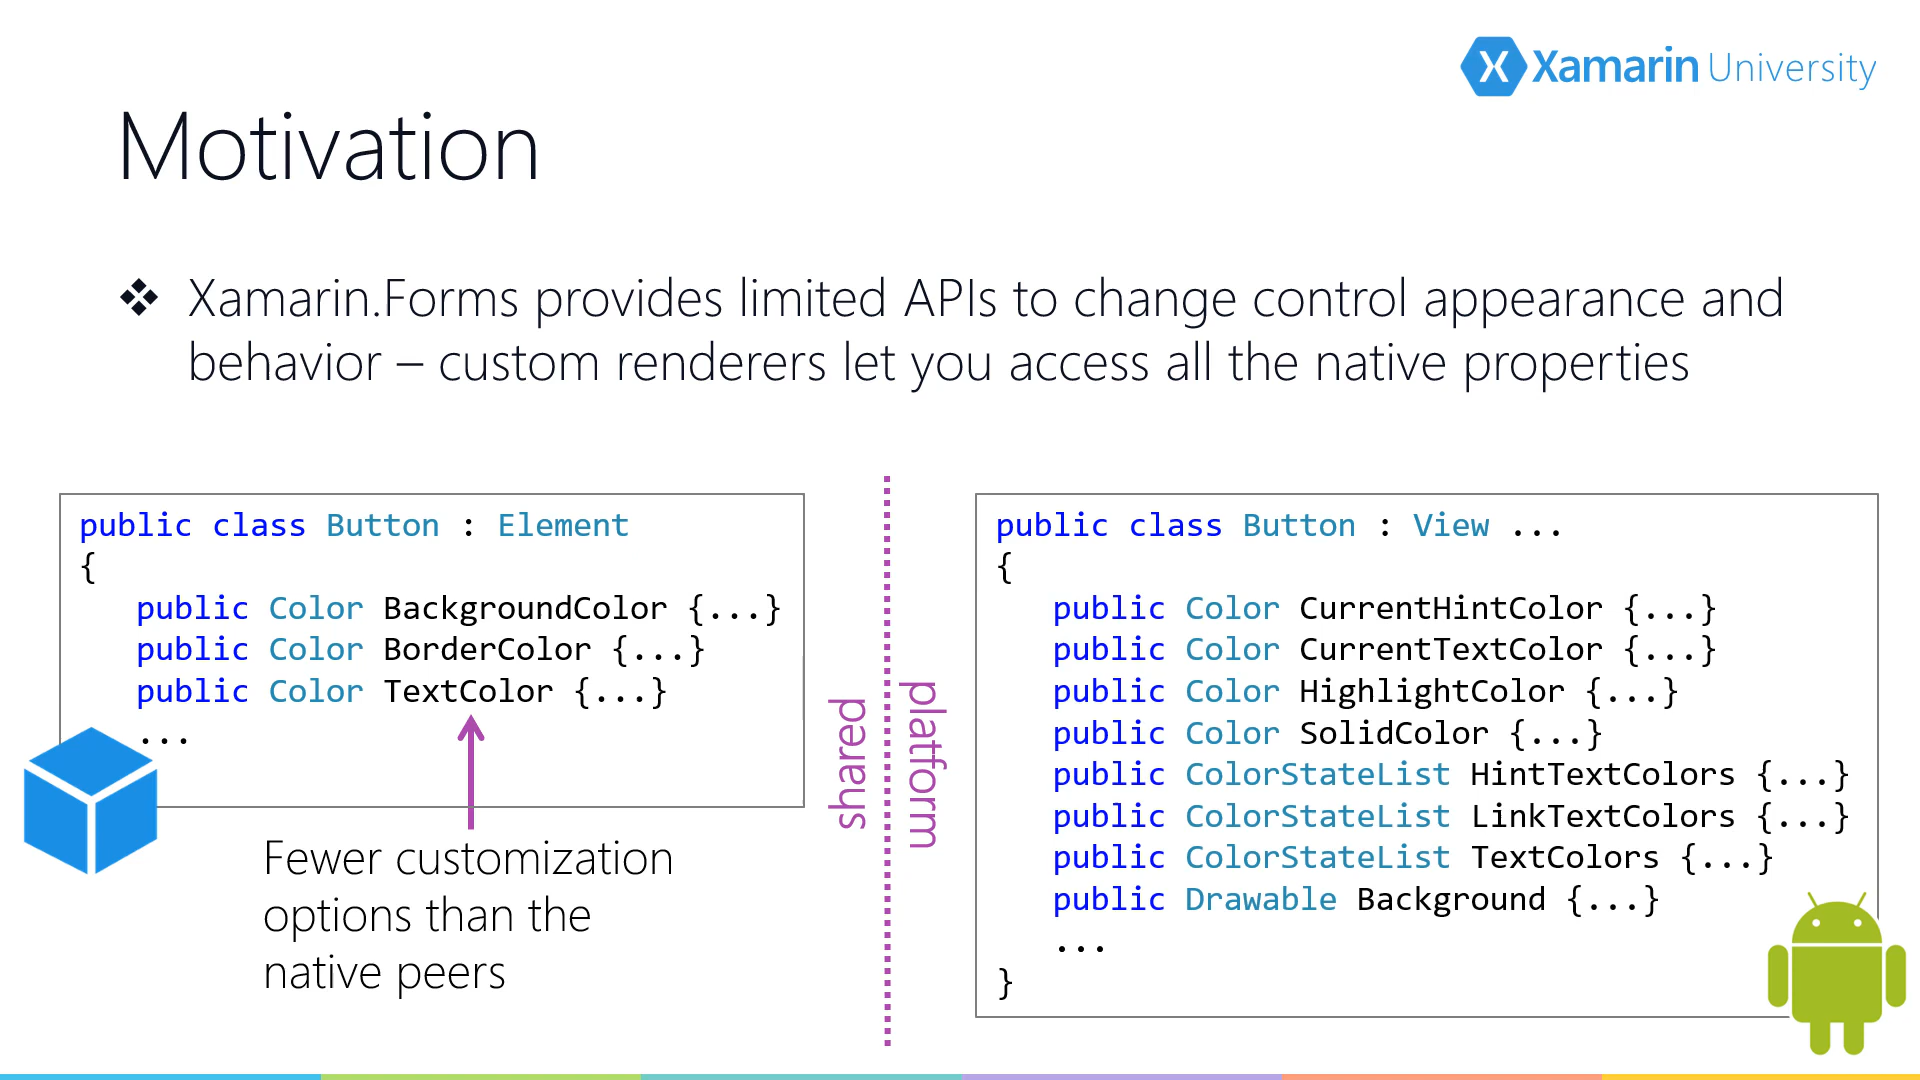 Xamarin University
Motivation
❖ Xamarin.Forms provides limited APIs to change control appearance and
behavior – custom renderers let you access all the native properties
public class Button : Element
{
   public Color BackgroundColor {...}
   public Color BorderColor {...}
   public Color TextColor {...}
   ...
Fewer customization
options than the
native peers
shared
platform
public class Button : View ...
{
   public Color CurrentHintColor {...}
   public Color CurrentTextColor {...}
   public Color HighlightColor {...}
   public Color SolidColor {...}
   public ColorStateList HintTextColors {...}
   public ColorStateList LinkTextColors {...}
   public ColorStateList TextColors {...}
   public Drawable Background {...}
   ...
}